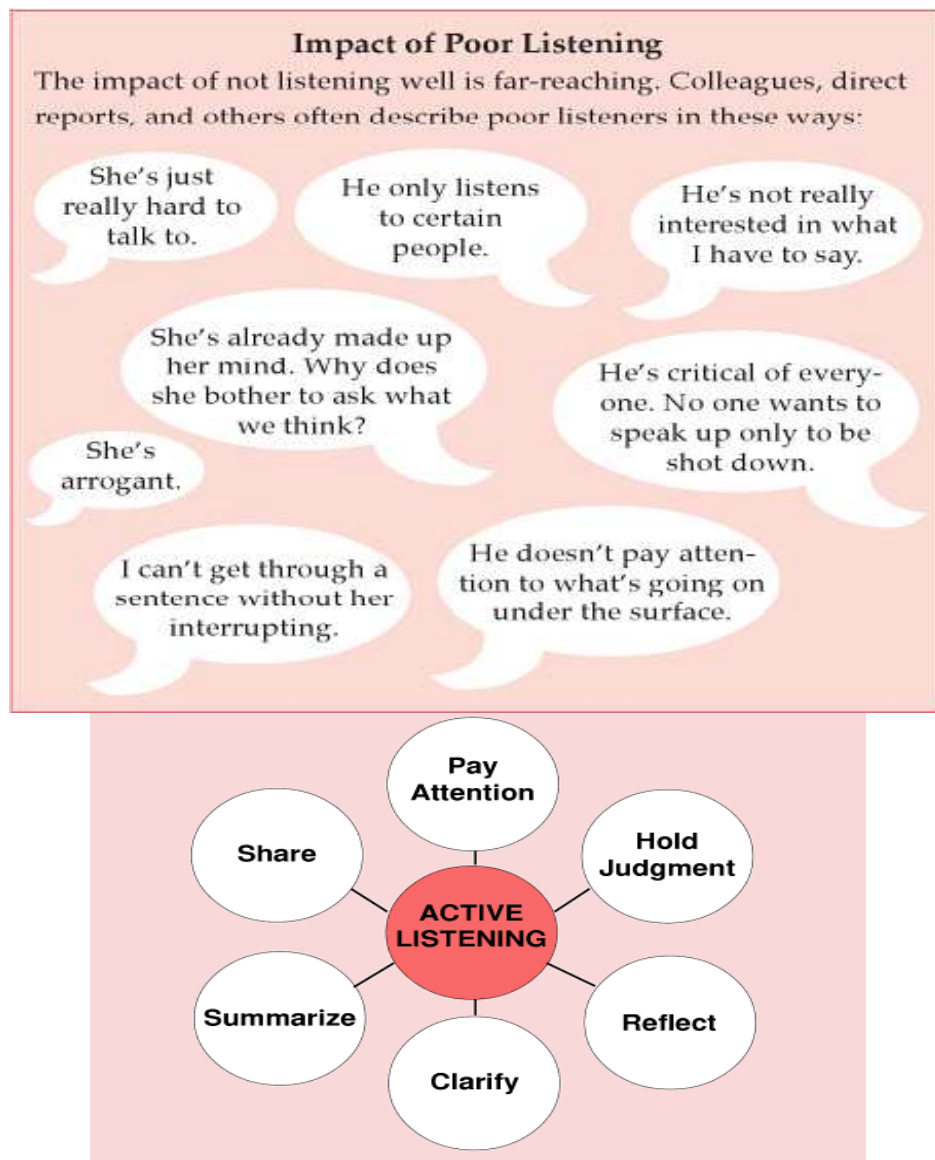 Impact of Poor Listening
The impact of not listening well is far-reaching. Colleagues, direct
reports, and others often describe poor listeners in these ways:
She's just
really hard to
talk to.
He only listens
to certain
people.
He's not really
interested in what
I have to say.
She's already made up
her mind. Why does
she bother to ask what
we think?
He's critical of every-
one. No one wants to
speak up only to be
shot down.
She's
arrogant.
I can't get through a
sentence without her
interrupting.
He doesn't pay atten-
tion to what's going on
under the surface.
Pay
Attention
Share
Hold
Judgment
ACTIVE
LISTENING
Summarize
Reflect
Clarify